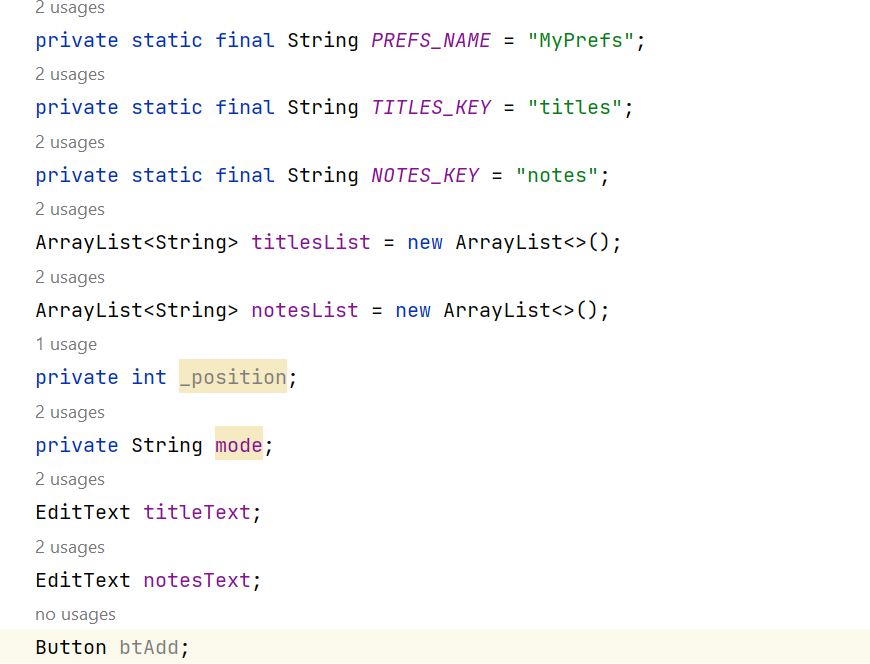 2 usages
private static final String PREFS_NAME = "MyPrefs";
2 usages
private static final String TITLES_KEY = "titles";
2 usages
private static final String NOTES_KEY = "notes";
2 usages
ArrayList<String> titlesList = new ArrayList<>();
2 usages
ArrayList<String> notesList = new ArrayList<>();
1 usage
private int _position;
2 usages
private String mode;
2 usages
EditText titleText;
2 usages
EditText notesText;
no usages
Button btAdd;